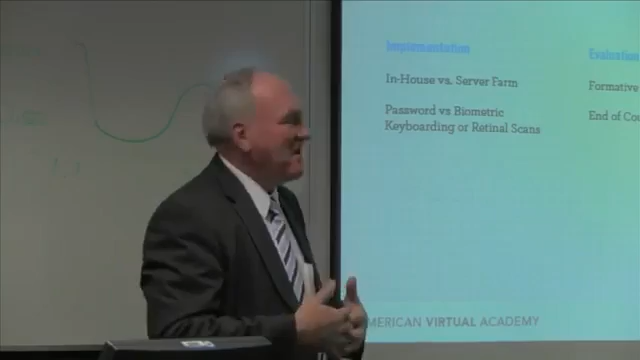 Implementation
In-House vs. Server Farm
Password vs Biometric
Keyboarding or Retinal Scans
Evaluation
Formative
End of Cou
MERICAN VIRTUAL ACADEMY